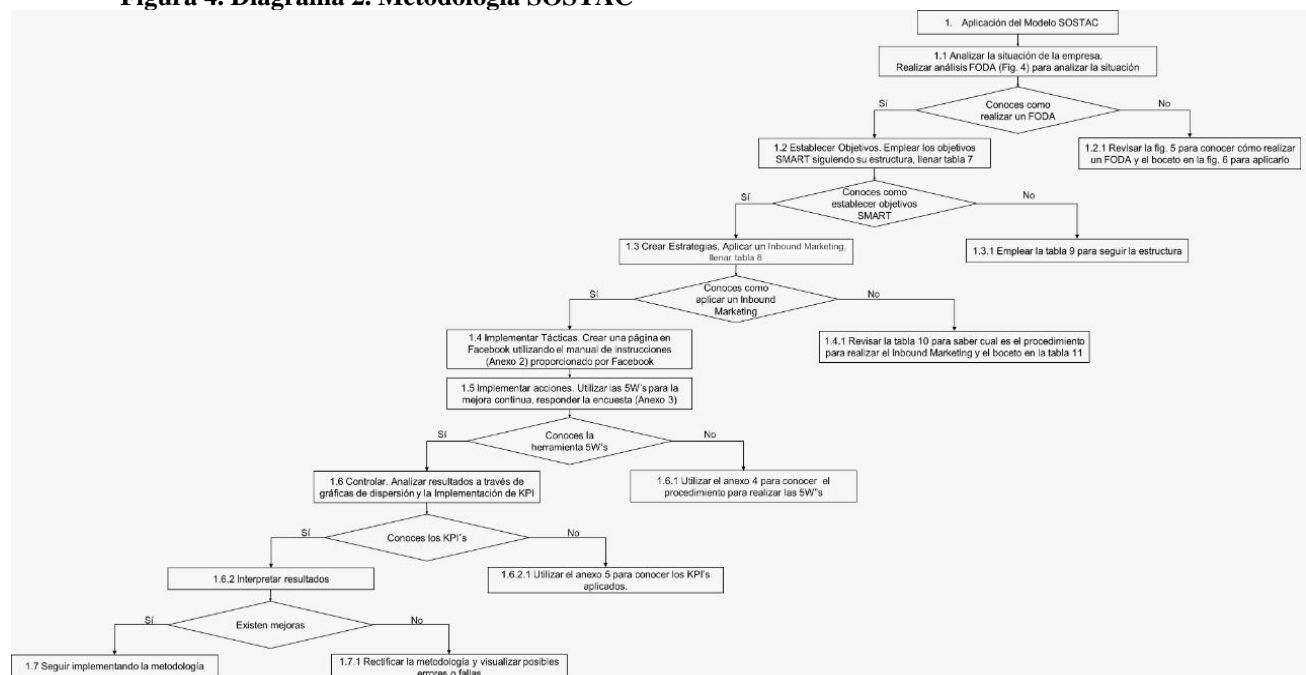 Figura 4. Diagrama 2. Metodología SOSTAC
1. Aplicación del Modelo SOSTAC
1.1 Analizar la situación de la empresa.
Realizar análisis FODA (Fig. 4) para analizar la situación
Sí
Conoces como
realizar un FODA
No
1.2 Establecer Objetivos. Emplear los objetivos
SMART siguiendo su estructura, llenar tabla 7
1.2.1 Revisar la fig. 5 para conocer cómo realizar
un FODA y el boceto en la fig. 6 para aplicarlo
Sí
Conoces como
establecer objetivos
SMART
No
1.3 Crear Estrategias. Aplicar un Inbound Marketing,
llenar tabla 8
1.3.1 Emplear la tabla 9 para seguir la estructura
Sí
Conoces como
aplicar un Inbound
Marketing
No
1.4 Implementar Tácticas. Crear una página en
Facebook utilizando el manual de instrucciones
(Anexo 2) proporcionado por Facebook
1.4.1 Revisar la tabla 10 para saber cual es el procedimiento
para realizar el Inbound Marketing y el boceto en la tabla 11
1.5 Implementar acciones. Utilizar las 5W's para la
mejora continua, responder la encuesta (Anexo 3)
Sí
Conoces la
herramienta 5W's
No
1.6 Controlar. Analizar resultados a través de
gráficas de dispersión y la Implementación de KPI
1.6.1 Utilizar el anexo 4 para conocer el
procedimiento para realizar las 5W"s
Sí
Conoces los KPI´s
No
1.6.2 Interpretar resultados
1.6.2.1 Utilizar el anexo 5 para conocer los KPI's
aplicados.
Sí
Existen mejoras
No
1.7 Seguir implementando la metodología
1.7.1 Rectificar la metodología y visualizar posibles
errores o fallas